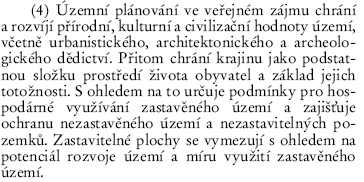 (4) Územní plánování ve veřejném zájmu chrání
a rozvíjí přírodní, kulturní a civilizační hodnoty území,
včetně urbanistického, architektonického a archeolo-
gického dědictví. Přitom chrání krajinu jako podstat-
nou složku prostředí života obyvatel a základ jejich
totožnosti. S ohledem na to určuje podmínky pro hos-
podárné využívání zastavěného území a zajišťuje
ochranu nezastavěného území a nezastavitelných po-
zemků. Zastavitelné plochy se vymezují s ohledem na
potenciál rozvoje území a míru využití zastavěného
území.